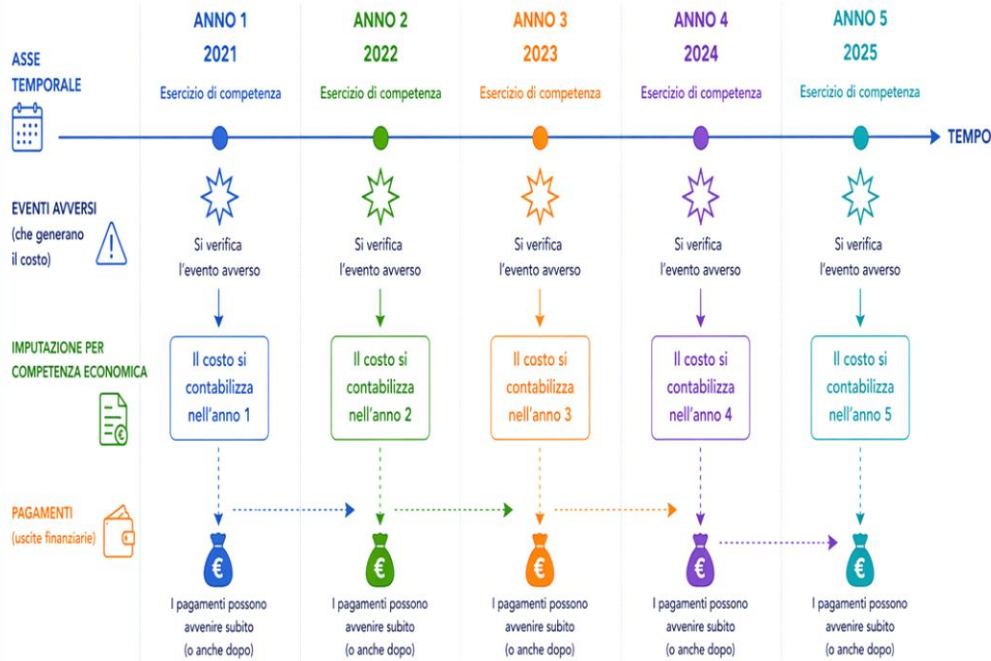 ANNO 1
2021
Esercizio di competenza
ANNO 2
2022
Esercizio di competenza
ANNO 3
2023
Esercizio di competenza
ANNO 4
2024
Esercizio di competenza
ANNO 5
2025
Esercizio di competenza
ASSE
TEMPORALE
TEMPO
EVENTI AVVERSI
(che generano
il costo)
Si verifica
l'evento avverso
Si verifica
l'evento avverso
Si verifica
l'evento avverso
Si verifica
l'evento avverso
Si verifica
l'evento avverso
IMPUTAZIONE PER
COMPETENZA ECONOMICA
€
Il costo si
contabilizza
nell'anno 1
Il costo si
contabilizza
nell'anno 2
Il costo si
contabilizza
nell'anno 3
Il costo si
contabilizza
nell'anno 4
Il costo si
contabilizza
nell'anno 5
PAGAMENTI
(uscite finanziarie)
€
€
€
€
€
I pagamenti possono
avvenire subito
(o anche dopo)
I pagamenti possono
avvenire subito
(o anche dopo)
I pagamenti possono
avvenire subito
(o anche dopo)
I pagamenti possono
avvenire subito
(o anche dopo)
I pagamenti possono
avvenire subito
(o anche dopo)